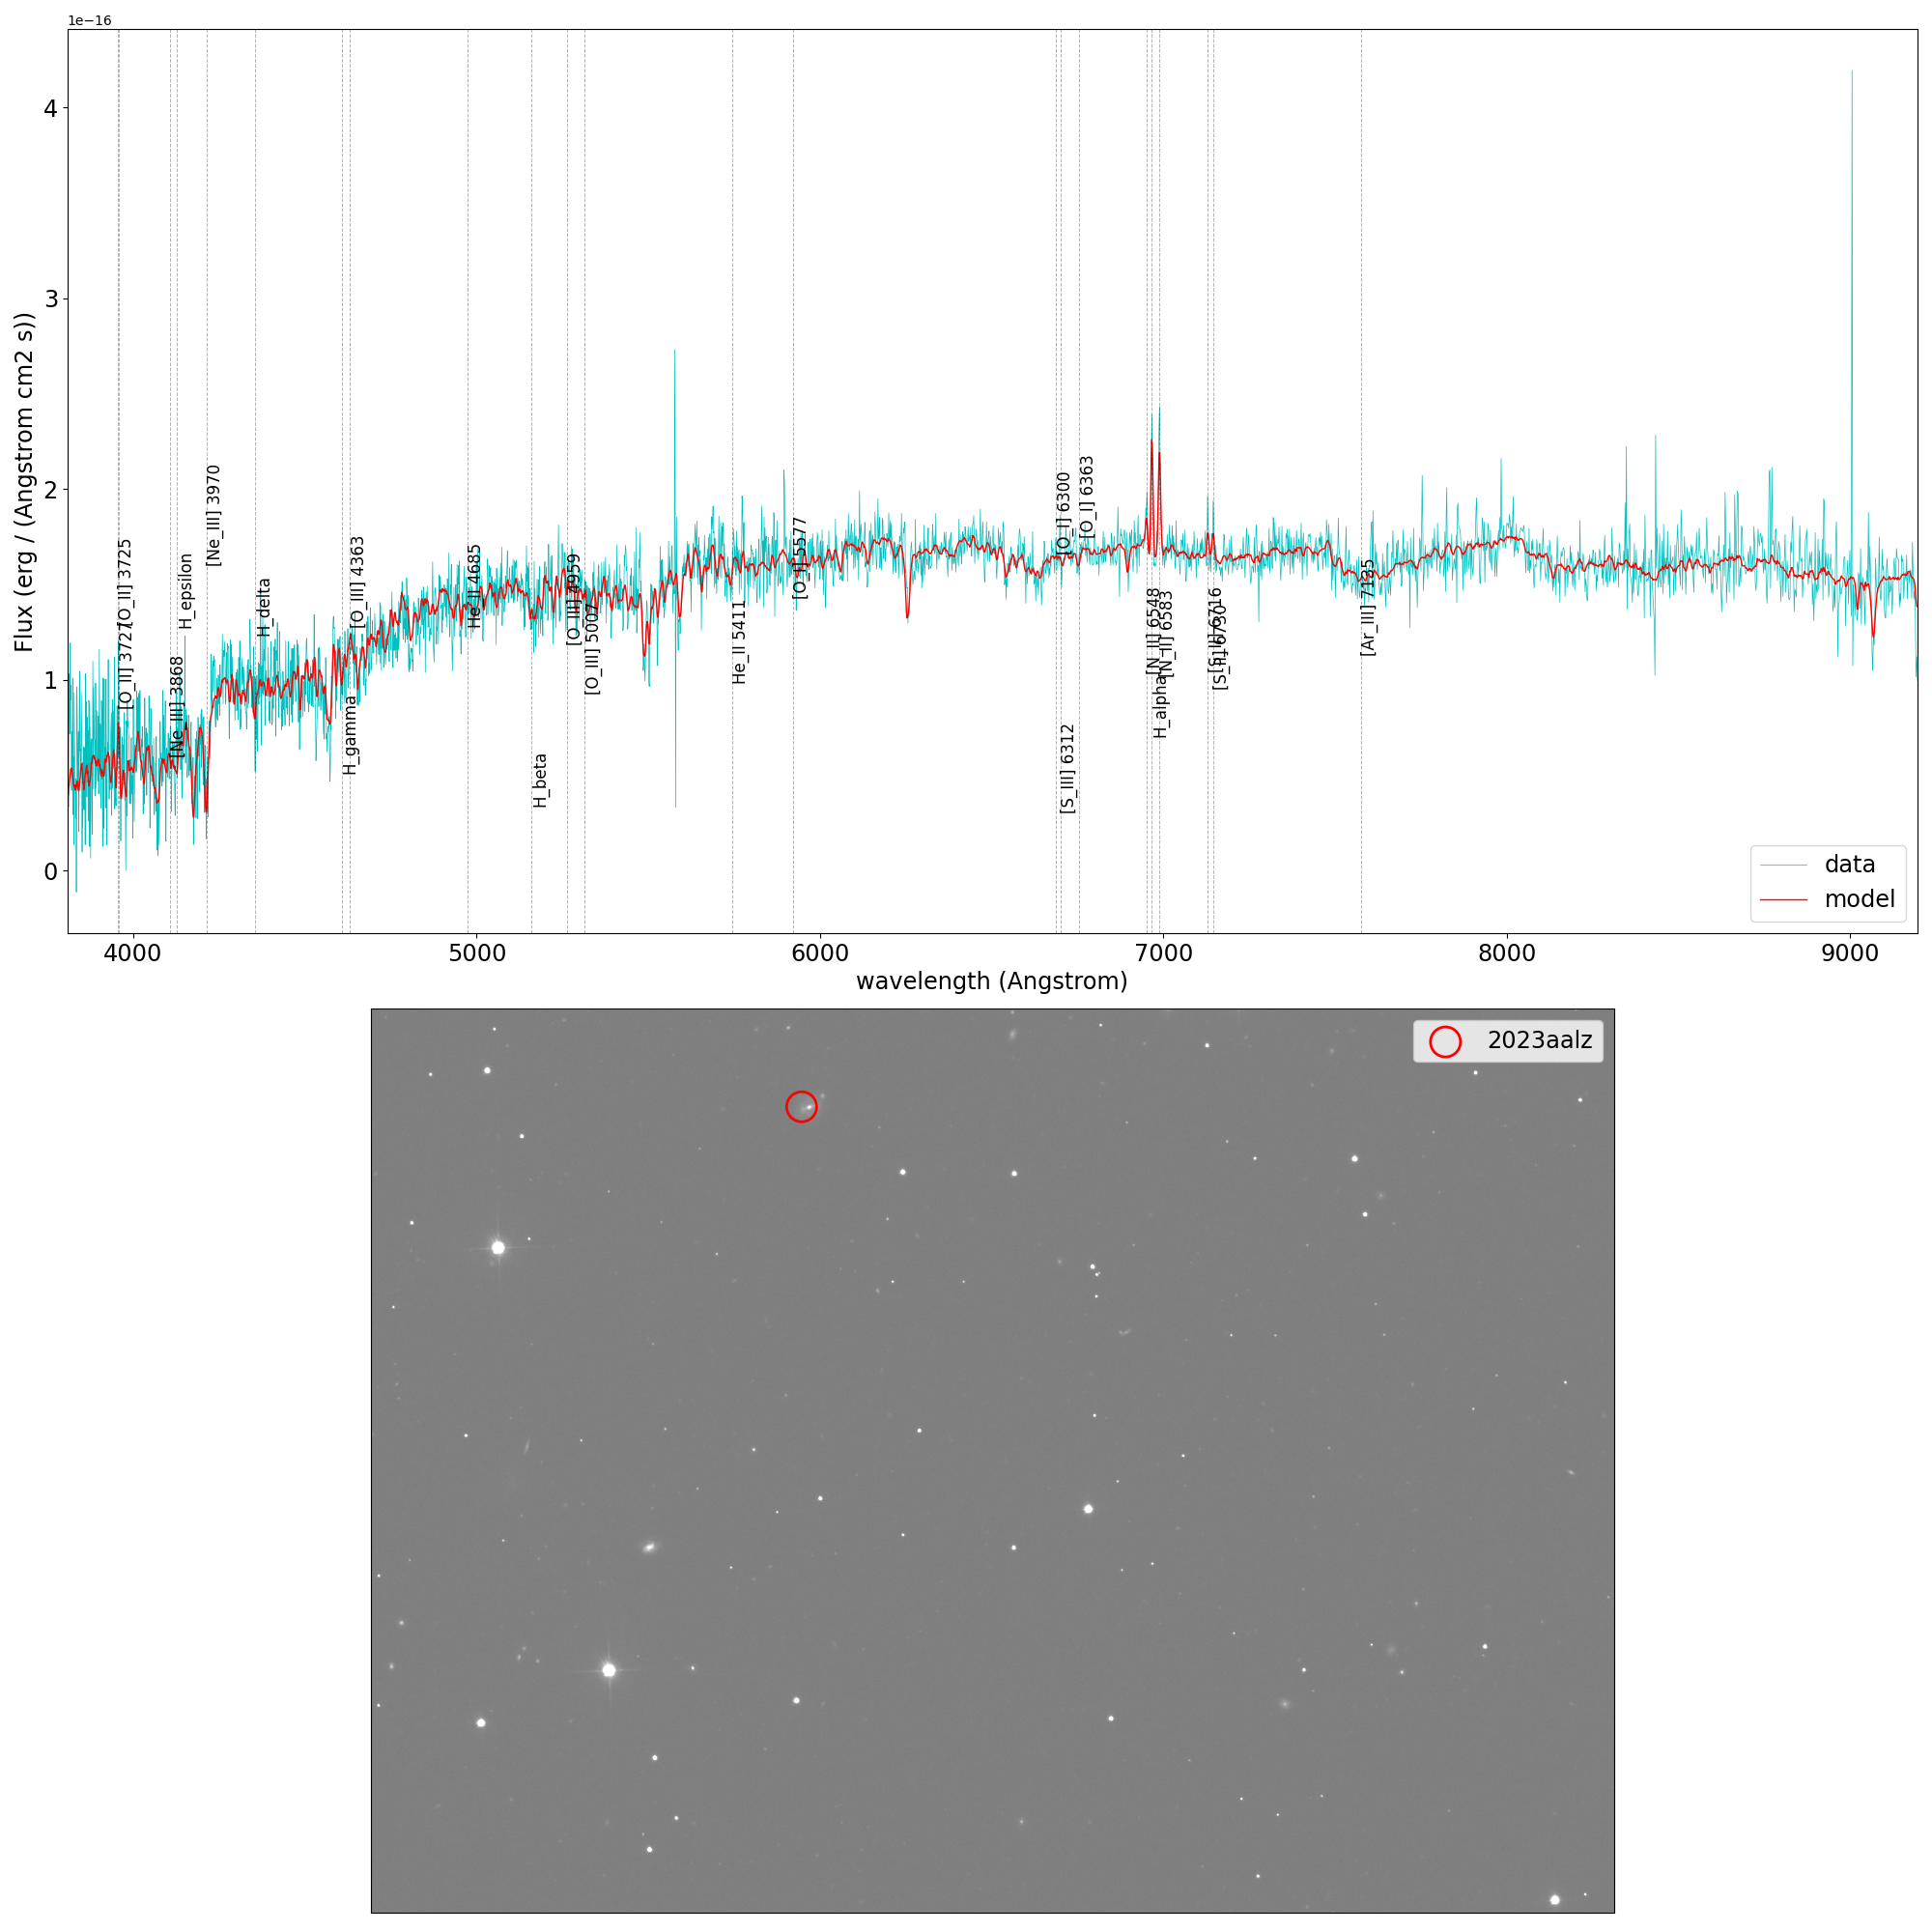 1e−16
Flux (erg / (Angstrom cm2 s))
4
3
2
1
0
[O_II] 3725
[O_II] 3727
[Ne_III] 3868
H_epsilon
[Ne_III] 3970
H_delta
H_gamma
[O_III] 4363
He_II 4685
H_beta
[O_III] 4959
[O_III] 5007
He_II 5411
[O_I] 5577
[O_I] 6300
[S_III] 6312
[O_I] 6363
[N_II] 6548
H_alpha
[N_II] 6583
[S_II] 6716
[S_II] 6730
[Ar_III] 7135
data
model
4000 5000 6000 7000 8000 9000
wavelength (Angstrom)
2023aalz